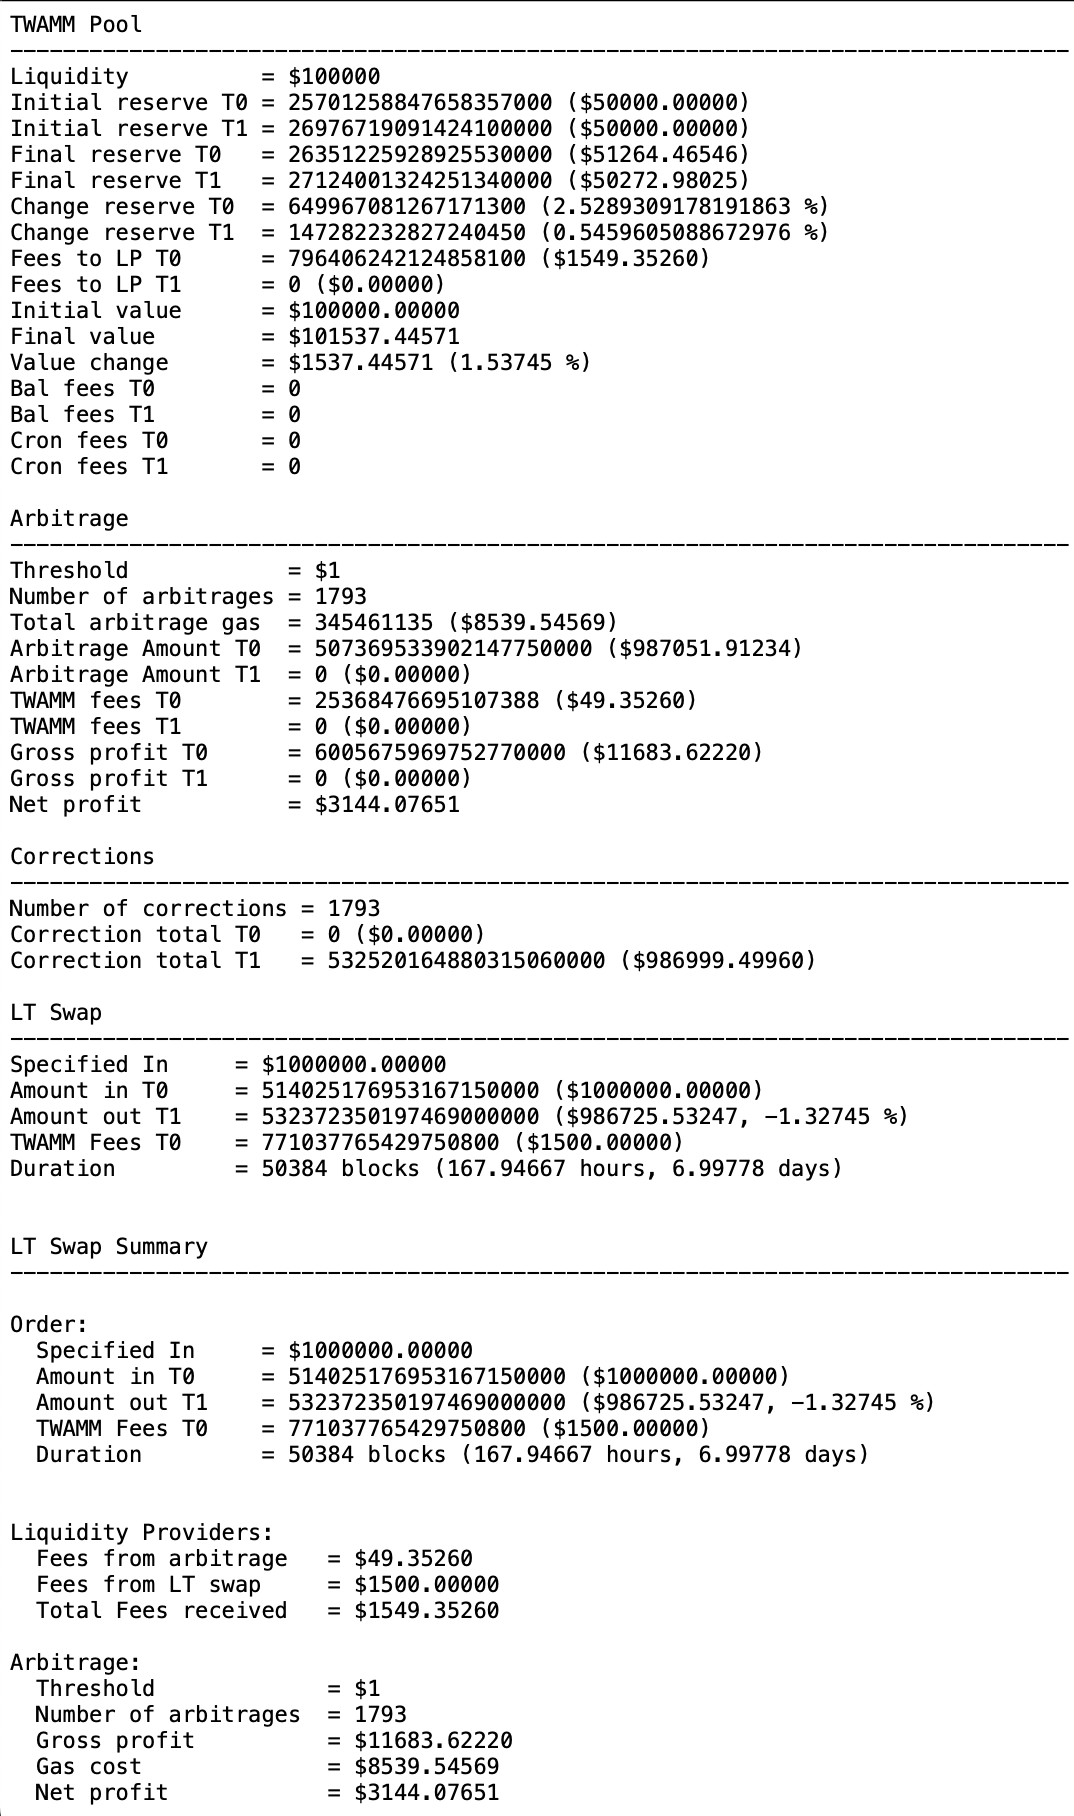 TWAMM Pool
--------------------------------------------------------------------------------
Liquidity          = $100000
Initial reserve T0 = 25701258847658357000 ($50000.00000)
Initial reserve T1 = 26976719091424100000 ($50000.00000)
Final reserve T0   = 26351225928925530000 ($51264.46546)
Final reserve T1   = 27124001324251340000 ($50272.98025)
Change reserve T0  = 649967081267171300 (2.5289309178191863 %)
Change reserve T1  = 147282232827240450 (0.5459605088672976 %)
Fees to LP T0      = 796406242124858100 ($1549.35260)
Fees to LP T1      = 0 ($0.00000)
Initial value      = $100000.00000
Final value        = $101537.44571
Value change       = $1537.44571 (1.53745 %)
Bal fees T0        = 0
Bal fees T1        = 0
Cron fees T0       = 0
Cron fees T1       = 0

Arbitrage
--------------------------------------------------------------------------------
Threshold            = $1
Number of arbitrages = 1793
Total arbitrage gas  = 345461135 ($8539.54569)
Arbitrage Amount T0  = 507369533902147750000 ($987051.91234)
Arbitrage Amount T1  = 0 ($0.00000)
TWAMM fees T0        = 25368476695107388 ($49.35260)
TWAMM fees T1        = 0 ($0.00000)
Gross profit T0      = 6005675969752770000 ($11683.62220)
Gross profit T1      = 0 ($0.00000)
Net profit           = $3144.07651

Corrections
--------------------------------------------------------------------------------
Number of corrections = 1793
Correction total T0   = 0 ($0.00000)
Correction total T1   = 532520164880315060000 ($986999.49960)

LT Swap
--------------------------------------------------------------------------------
Specified In     = $1000000.00000
Amount in T0     = 514025176953167150000 ($1000000.00000)
Amount out T1    = 532372350197469000000 ($986725.53247, -1.32745 %)
TWAMM Fees T0    = 771037765429750800 ($1500.00000)
Duration         = 50384 blocks (167.94667 hours, 6.99778 days)

LT Swap Summary
--------------------------------------------------------------------------------

Order:
  Specified In     = $1000000.00000
  Amount in T0     = 514025176953167150000 ($1000000.00000)
  Amount out T1    = 532372350197469000000 ($986725.53247, -1.32745 %)
  TWAMM Fees T0    = 771037765429750800 ($1500.00000)
  Duration         = 50384 blocks (167.94667 hours, 6.99778 days)

Liquidity Providers:
  Fees from arbitrage   = $49.35260
  Fees from LT swap     = $1500.00000
  Total Fees received   = $1549.35260

Arbitrage:
  Threshold             = $1
  Number of arbitrages  = 1793
  Gross profit          = $11683.62220
  Gas cost              = $8539.54569
  Net profit            = $3144.07651